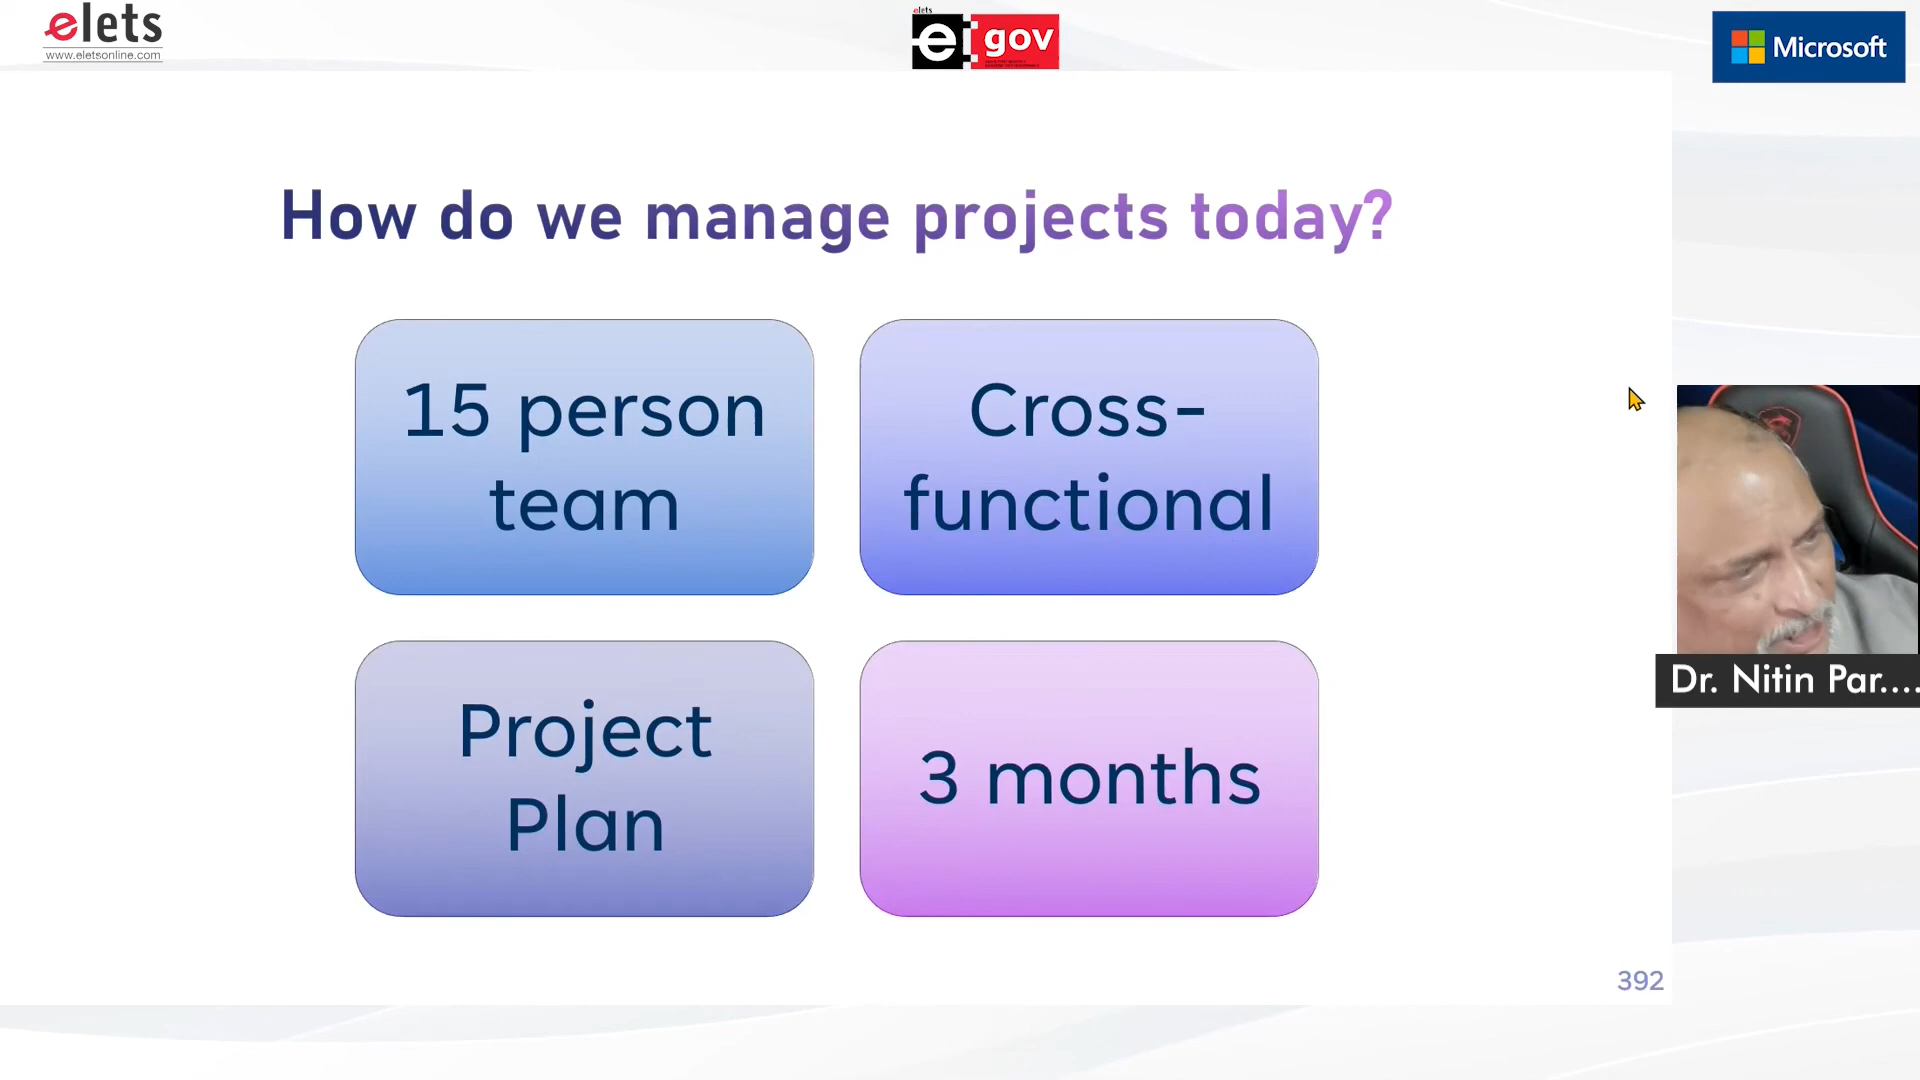 elets
www.eletsonline.com
elets
e gov
Microsoft
How do we manage projects today?
15 person
team
Cross-
functional
Project
Plan
3 months
Dr. Nitin Par....
392